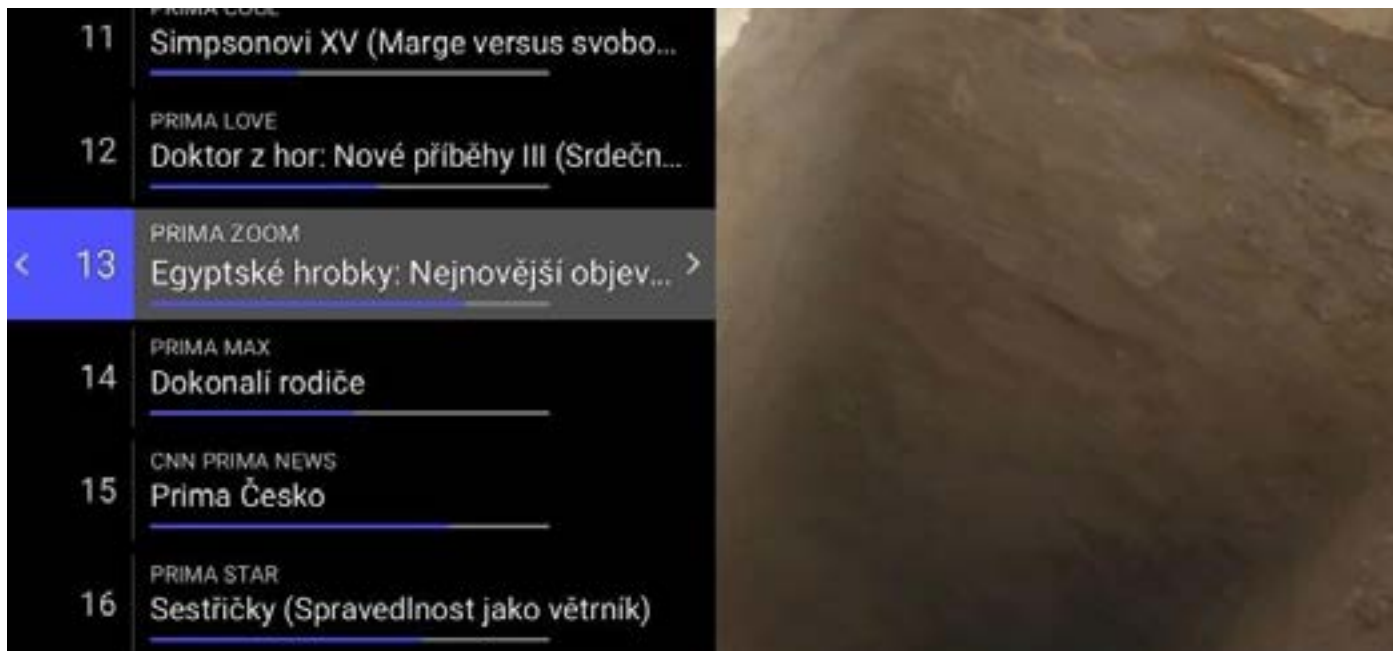 PRIMA COOL
11
Simpsonovi XV (Marge versus svobo...
PRIMA LOVE
12
Doktor z hor: Nové příběhy III (Srdečn...
PRIMA ZOOM
< 13
Egyptské hrobky: Nejnovější objev... >
PRIMA MAX
14
Dokonalí rodiče
CNN PRIMA NEWS
15
Prima Česko
PRIMA STAR
16
Sestřičky (Spravedlnost jako větrník)